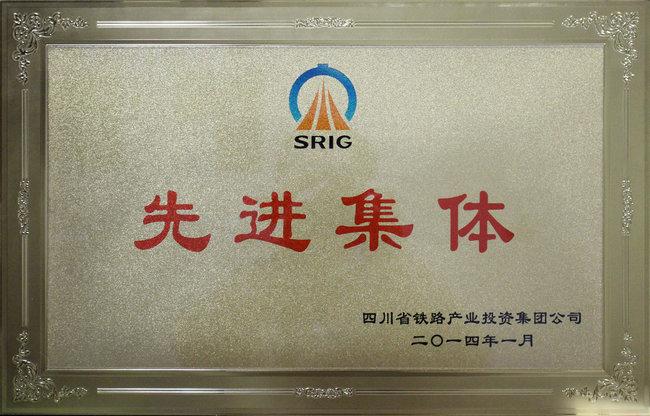 SRIG
先进集体
四川省铁路产业投资集团公司
二〇一四年一月